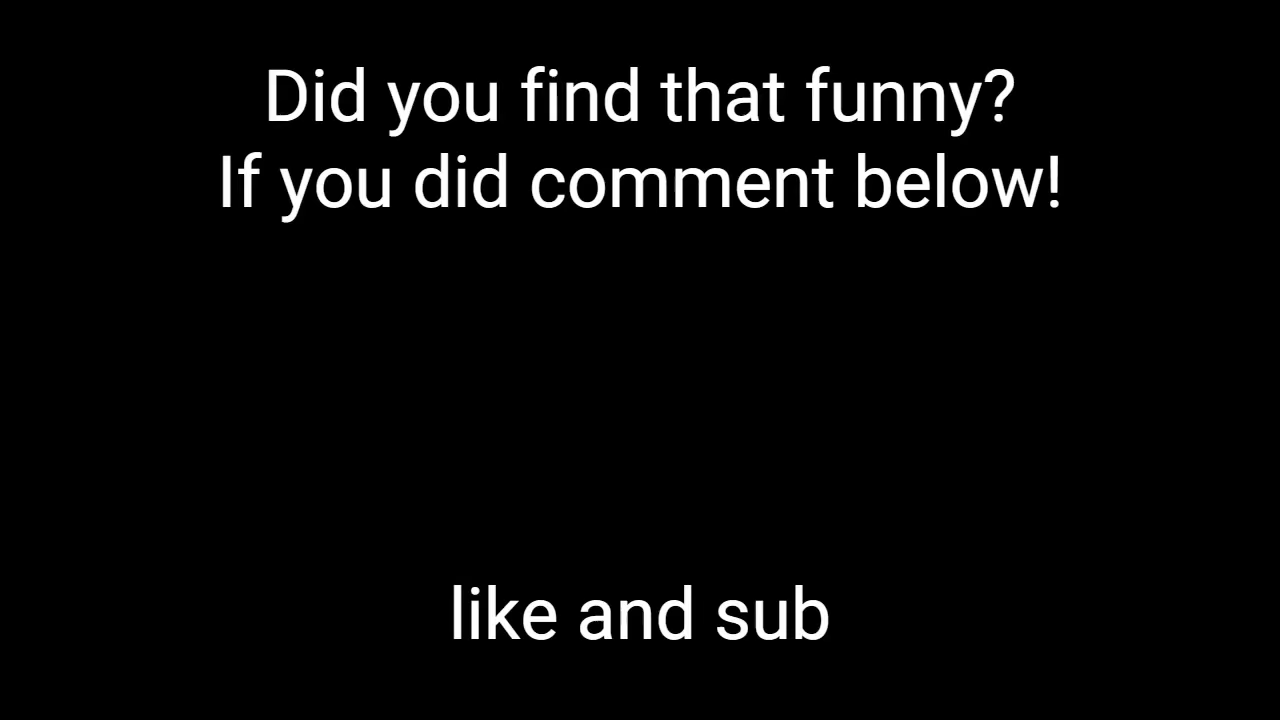 Did you find that funny?
If you did comment below!
like and sub